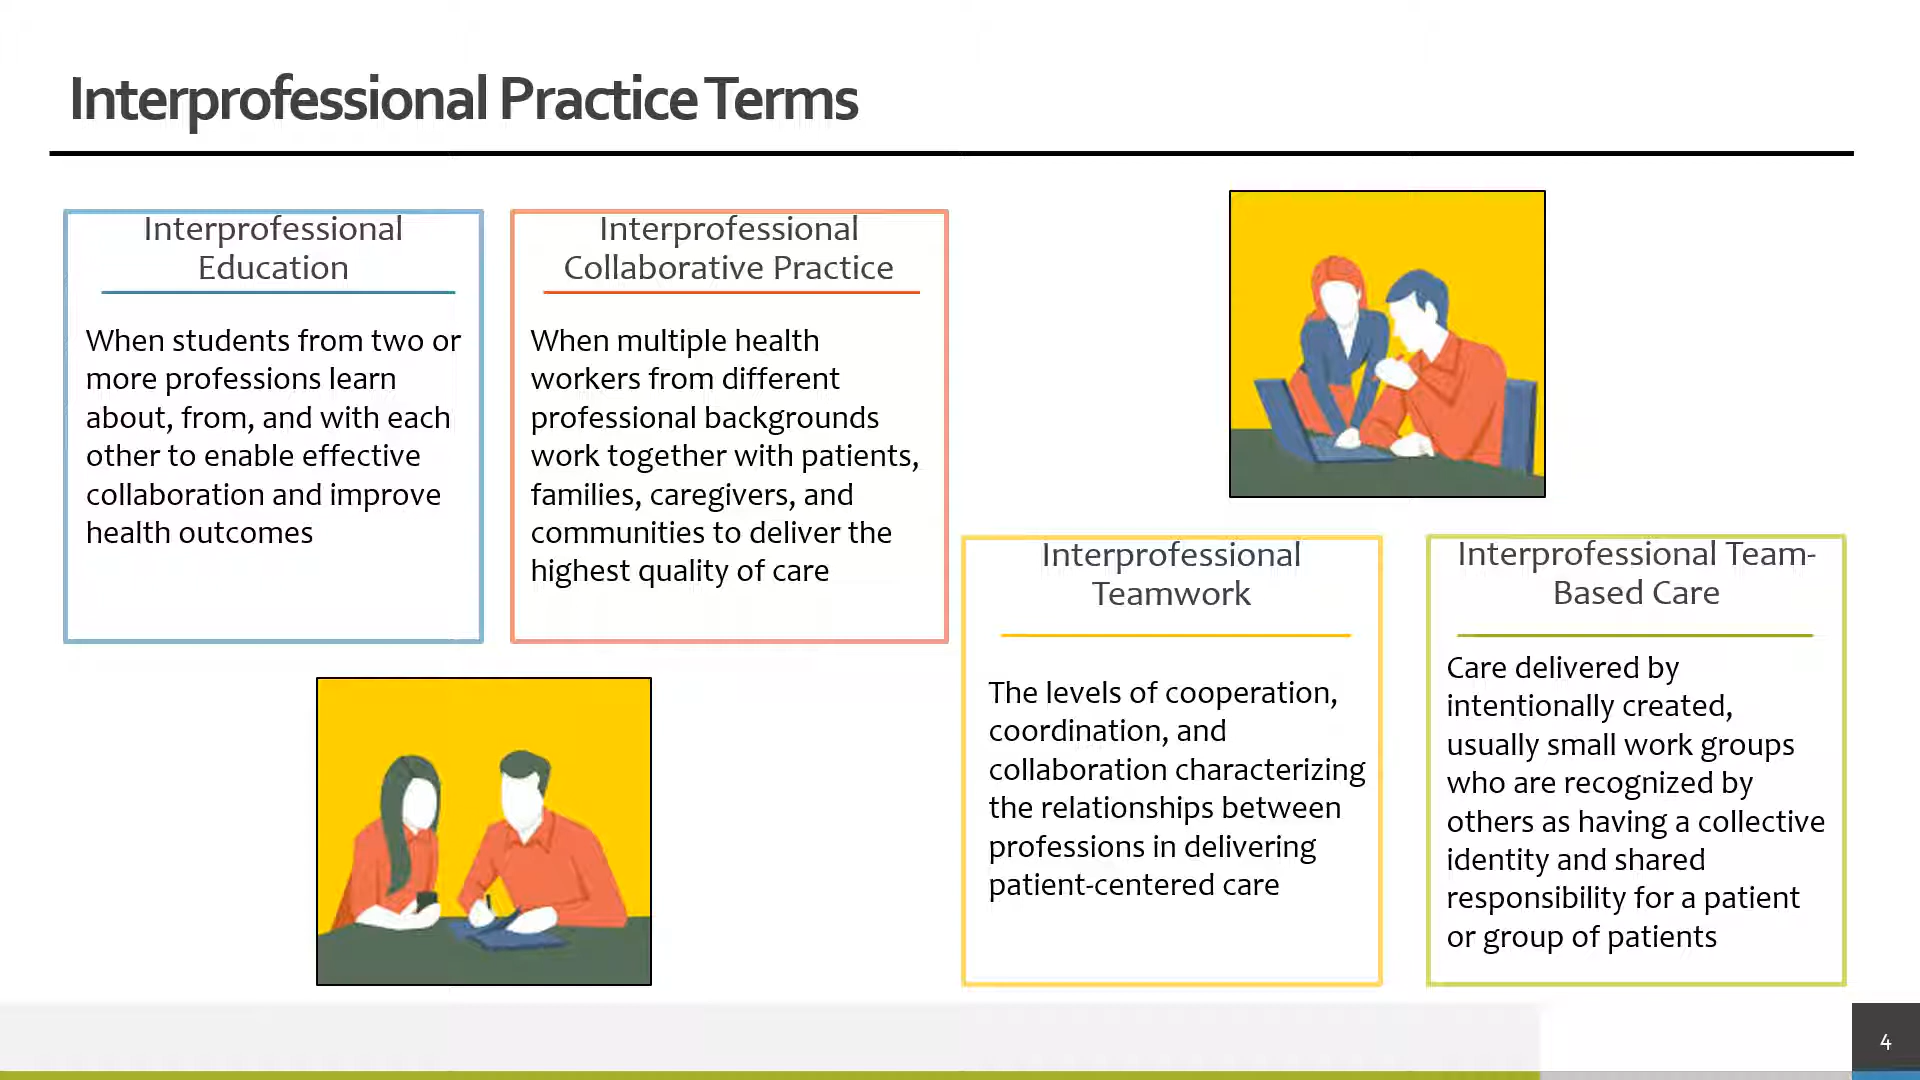 Interprofessional Practice Terms
Interprofessional
Education
When students from two or
more professions learn
about, from, and with each
other to enable effective
collaboration and improve
health outcomes
Interprofessional
Collaborative Practice
When multiple health
workers from different
professional backgrounds
work together with patients,
families, caregivers, and
communities to deliver the
highest quality of care
Interprofessional
Teamwork
The levels of cooperation,
coordination, and
collaboration characterizing
the relationships between
professions in delivering
patient-centered care
Interprofessional Team-
Based Care
Care delivered by
intentionally created,
usually small work groups
who are recognized by
others as having a collective
identity and shared
responsibility for a patient
or group of patients
4